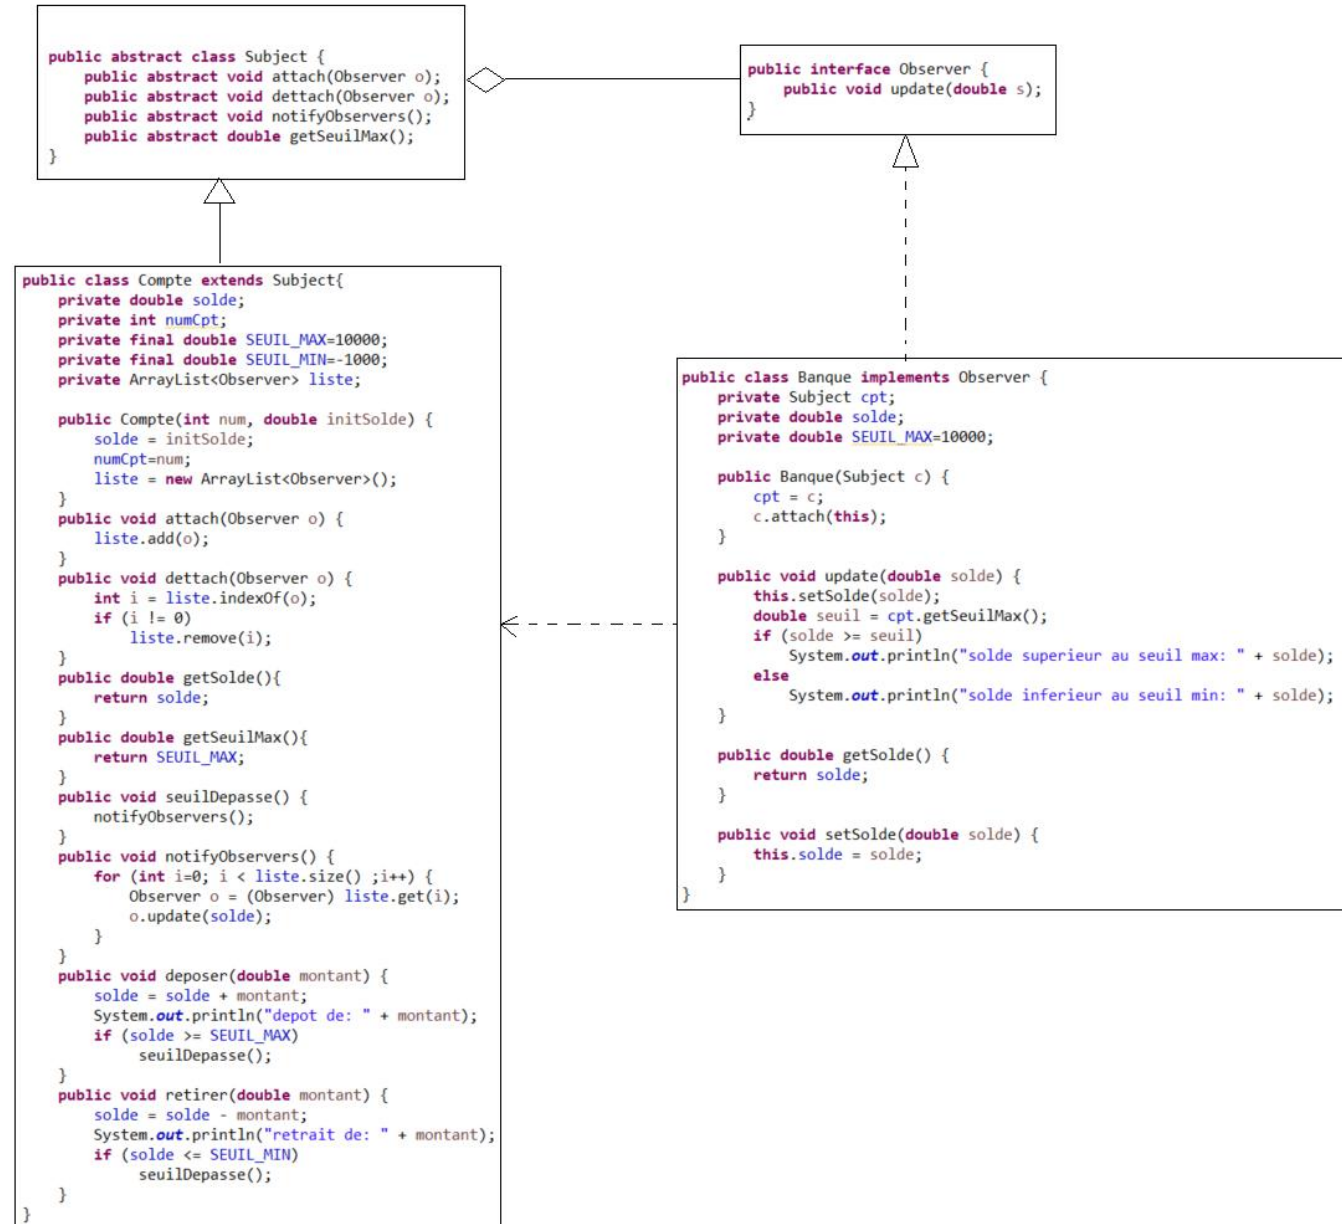 public abstract class Subject {
public abstract void attach(Observer o);
public abstract void dettach(Observer o);
public abstract void notifyObservers();
public abstract double getSeuilMax();
}
public interface Observer {
public void update(double s);
}
public class Compte extends Subject{
private double solde;
private int numCpt;
private final double SEUIL_MAX=10000;
private final double SEUIL_MIN=-1000;
private ArrayList<Observer> liste;
public Compte(int num, double initSolde) {
solde = initSolde;
numCpt=num;
liste = new ArrayList<Observer>();
}
public void attach(Observer o) {
liste.add(o);
}
public void dettach(Observer o) {
int i = liste.indexOf(o);
if (i != 0)
liste.remove(i);
}
public double getSolde(){
return solde;
}
public double getSeuilMax(){
return SEUIL_MAX;
}
public void seuilDepasse() {
notifyObservers();
}
public void notifyObservers() {
for (int i=0; i < liste.size() ;i++) {
Observer o = (Observer) liste.get(i);
o.update(solde);
}
}
public void deposer(double montant) {
solde = solde + montant;
System.out.println("depot de: " + montant);
if (solde >= SEUIL_MAX)
seuilDepasse();
}
public void retirer(double montant) {
solde = solde - montant;
System.out.println("retrait de: " + montant);
if (solde <= SEUIL_MIN)
seuilDepasse();
}
}
public class Banque implements Observer {
private Subject cpt;
private double solde;
private double SEUIL_MAX=10000;
public Banque(Subject c) {
cpt = c;
c.attach(this);
}
public void update(double solde) {
this.setSolde(solde);
double seuil = cpt.getSeuilMax();
if (solde >= seuil)
System.out.println("solde superieur au seuil max: " + solde);
else
System.out.println("solde inferieur au seuil min: " + solde);
}
public double getSolde() {
return solde;
}
public void setSolde(double solde) {
this.solde = solde;
}
}